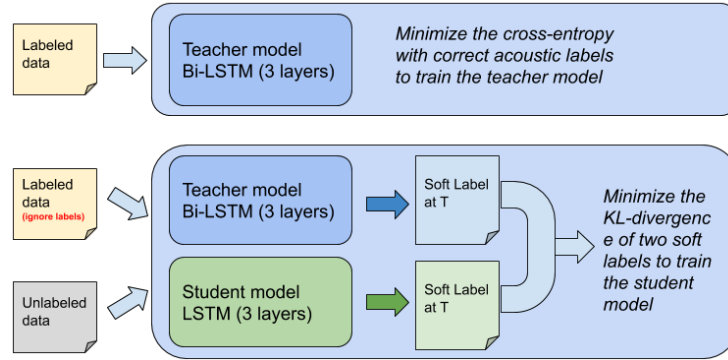 Labeled
data
Teacher model
Bi-LSTM (3 layers)
Minimize the cross-entropy
with correct acoustic labels
to train the teacher model
Labeled
data
(ignore labels)
Teacher model
Bi-LSTM (3 layers)
Soft Label
at T
Minimize the
KL-divergenc
e of two soft
labels to train
the student
model
Unlabeled
data
Student model
LSTM (3 layers)
Soft Label
at T